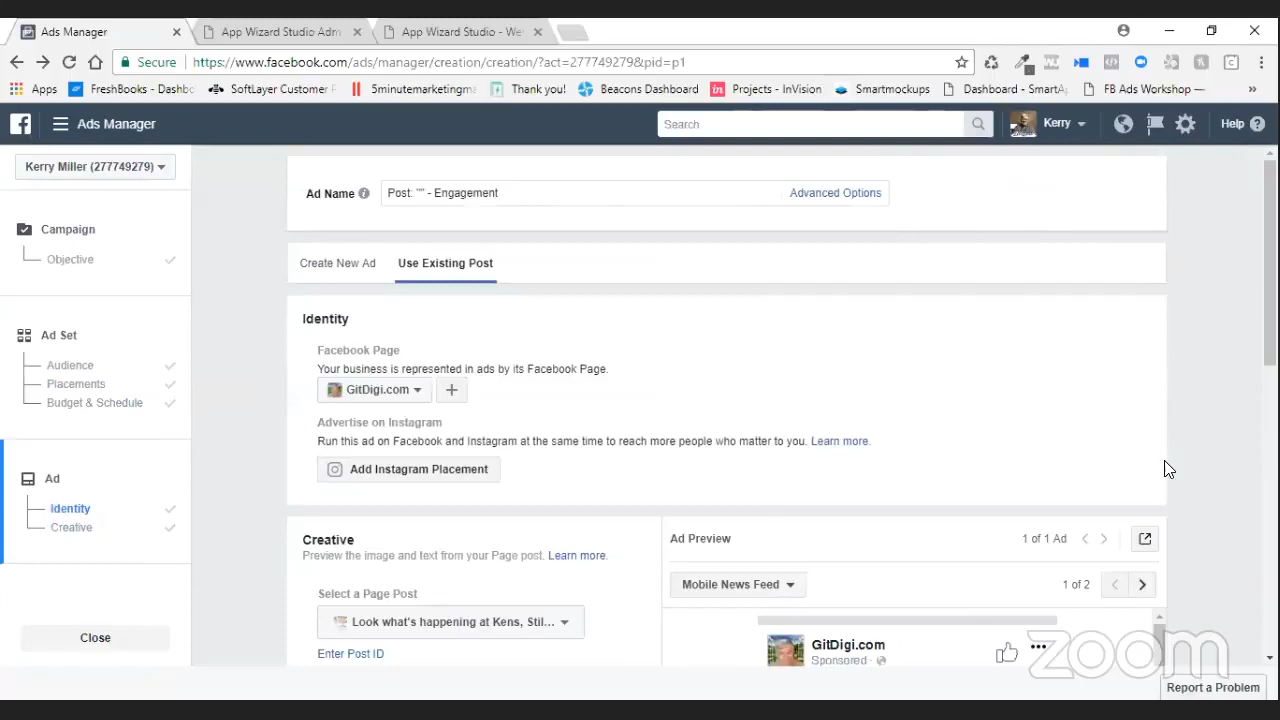 Ads Manager
App Wizard Studio Adm
App Wizard Studio - We
Secure
https://www.facebook.com/ads/manager/creation/creation/?act=277749279&pid=p1
Apps
FreshBooks - Dashbo
SoftLayer Customer
5minutemarketingm
Thank you!
Beacons Dashboard
Projects - InVision
Smartmockups
Dashboard - SmartA
FB Ads Workshop —
Ads Manager
Search
Kerry
Help
Kerry Miller (277749279)
Campaign
Objective
Ad Set
Audience
Placements
Budget & Schedule
Ad
Identity
Creative
Close
Ad Name
Post: "" - Engagement
Advanced Options
Create New Ad
Use Existing Post
Identity
Facebook Page
Your business is represented in ads by its Facebook Page.
GitDigi.com
Advertise on Instagram
Run this ad on Facebook and Instagram at the same time to reach more people who matter to you. Learn more.
Add Instagram Placement
Creative
Preview the image and text from your Page post. Learn more.
Select a Page Post
Look what's happening at Kens, Stil...
Enter Post ID
Ad Preview
1 of 1 Ad
Mobile News Feed
1 of 2
GitDigi.com
Sponsored
zoom
Report a Problem